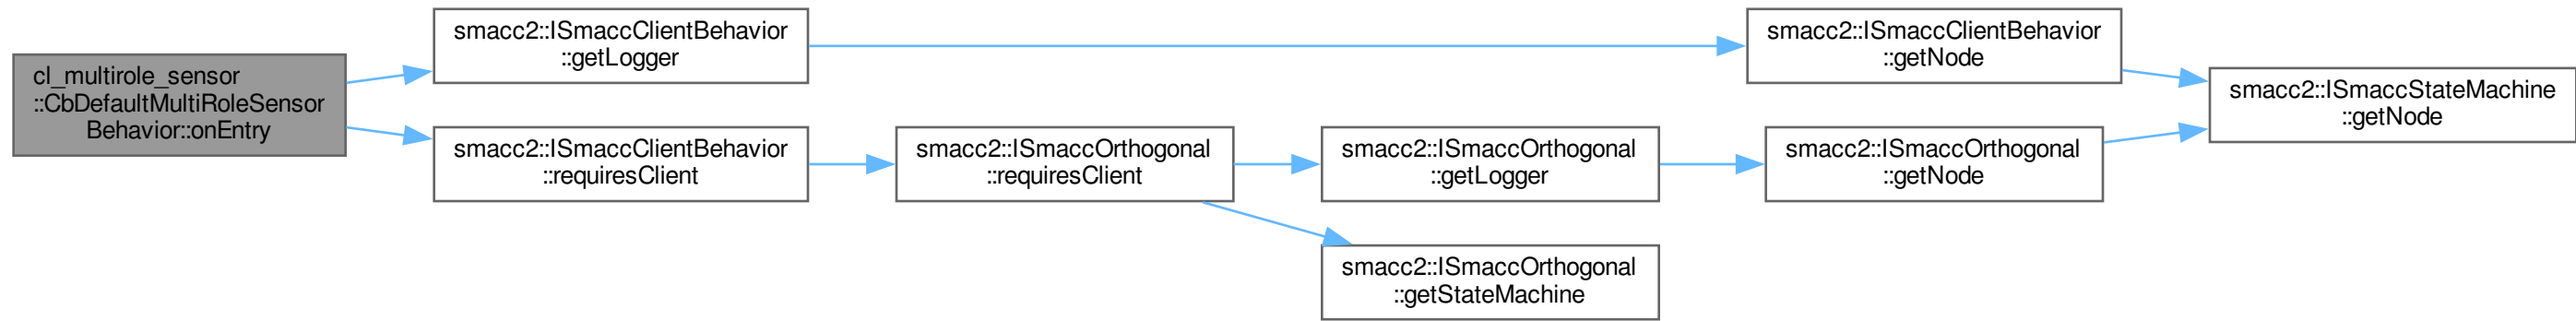 cl_multirole_sensor
::CbDefaultMultiRoleSensor
Behavior::onEntry
smacc2::ISmaccClientBehavior
::getLogger
smacc2::ISmaccClientBehavior
::getNode
smacc2::ISmaccStateMachine
::getNode
smacc2::ISmaccClientBehavior
::requiresClient
smacc2::ISmaccOrthogonal
::requiresClient
smacc2::ISmaccOrthogonal
::getLogger
smacc2::ISmaccOrthogonal
::getNode
smacc2::ISmaccOrthogonal
::getStateMachine